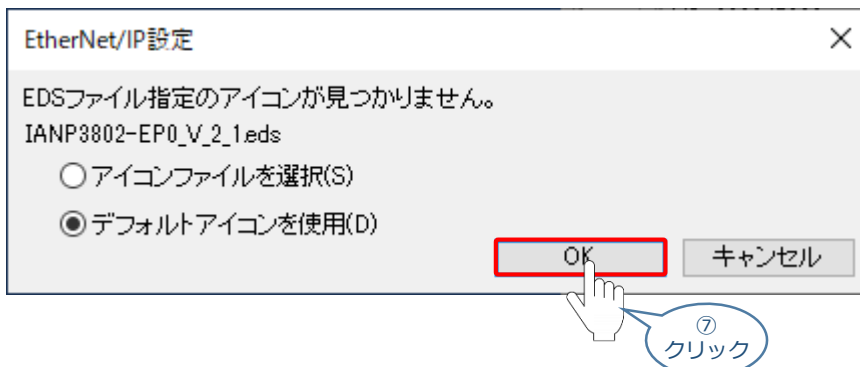 EtherNet/IP設定
EDSファイル指定のアイコンが見つかりません。
IANP3802-EP0_V_2_1.eds
アイコンファイルを選択(S)
デフォルトアイコンを使用(D)
OK
キャンセル
⑦
クリック